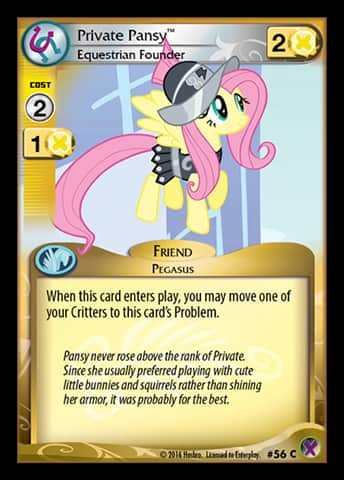 Private Pansy™
Equestrian Founder
2
COST
2
1
FRIEND
PEGASUS
When this card enters play, you may move one of
your Critters to this card's Problem.
Pansy never rose above the rank of Private.
Since she usually preferred playing with cute
little bunnies and squirrels rather than shining
her armor, it was probably for the best.
© 2016 Hasbro. Licensed to Enterplay. #56 C